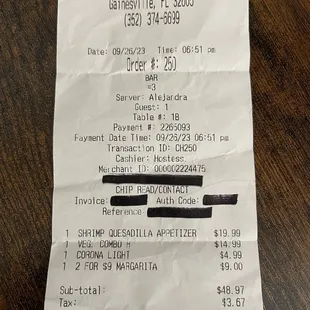 Gainesville, FL 32605
(352) 374-6699
Date: 09/26/23 Time: 06:51 pm
Order #: 250
BAR
#3
Server: Alejandra
Guest: 1
Table #: 1B
Payment #: 2265093
Payment Date Time: 09/26/23 06:51 pm
Transaction ID: CH250
Cashier: Hostess.
Merchant ID: 000002224475
CHIP READ/CONTACT
Invoice: Auth Code:
Reference:
1 SHRIMP QUESADILLA APPETIZER $19.99
1 VEG. COMBO H $14.99
1 CORONA LIGHT $4.99
1 2 FOR $9 MARGARITA $9.00
Sub-total: $48.97
Tax: $3.67